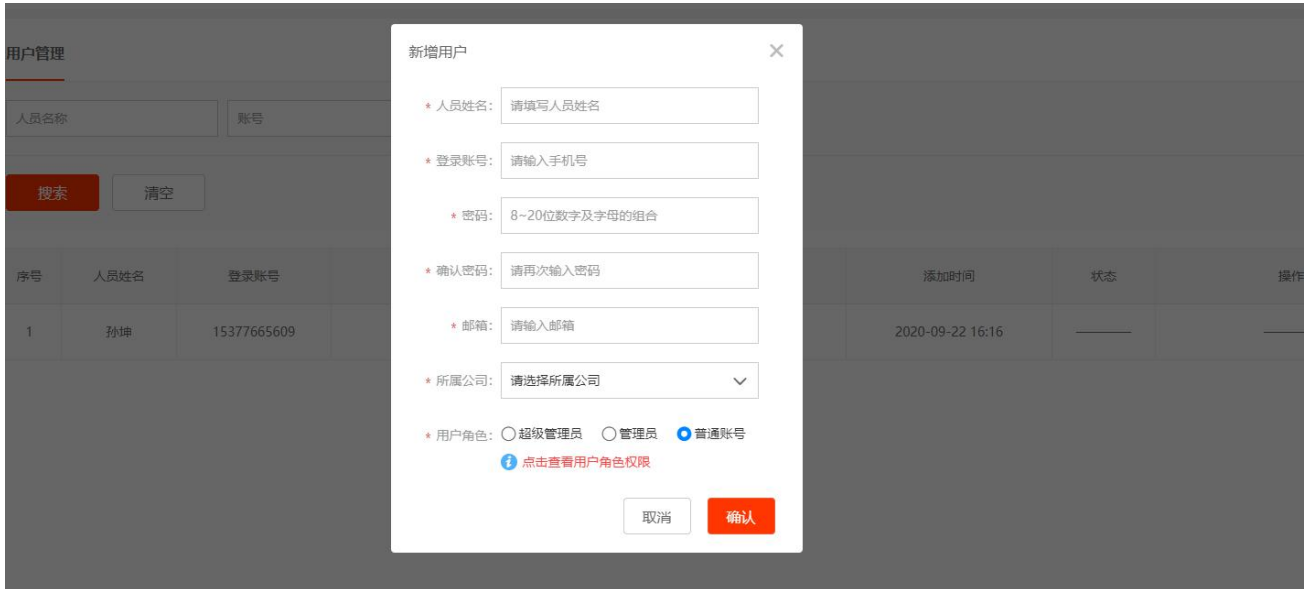 用户管理
人员名称 账号
搜索 清空
序号 人员姓名 登录账号 添加时间 状态 操作
1 孙坤 15377665609 2020-09-22 16:16
新增用户
* 人员姓名: 请填写人员姓名
* 登录账号: 请输入手机号
* 密码: 8~20位数字及字母的组合
* 确认密码: 请再次输入密码
* 邮箱: 请输入邮箱
* 所属公司: 请选择所属公司
* 用户角色: 超级管理员 管理员 普通账号
点击查看用户角色权限
取消 确认